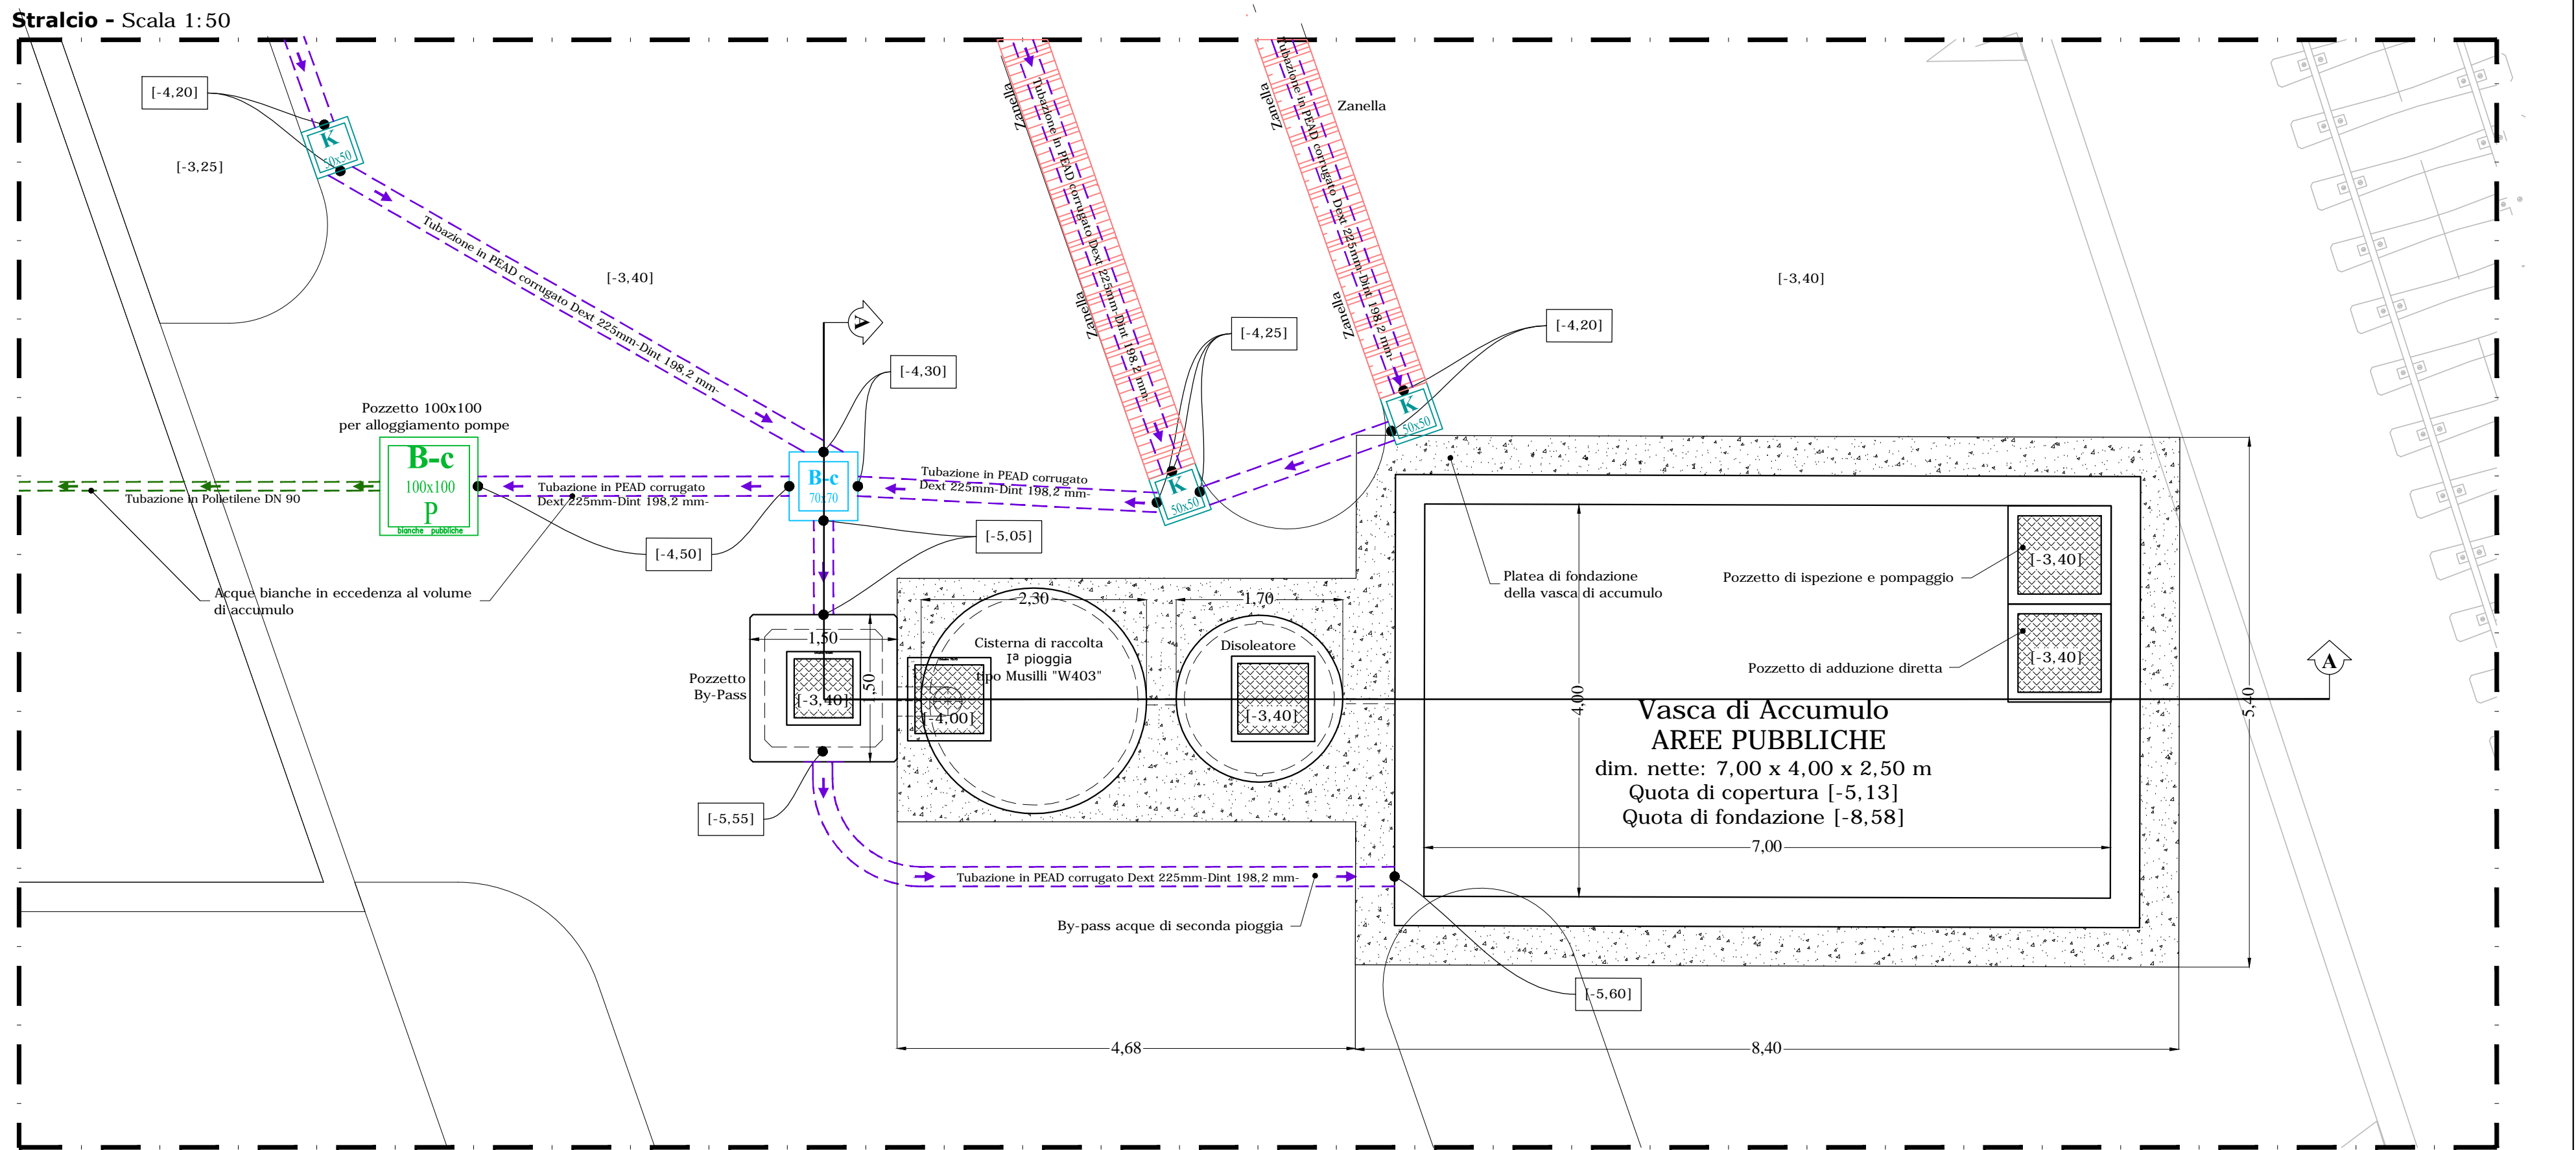 Stralcio - Scala 1:50
[-4,20]
[-3,25]
K
50x50
Tubazione in PEAD corrugato Dext 225mm-Dint 198,2 mm-
[-3,40]
A
[-4,30]
Zanella
Tubazione in PEAD corrugato Dext 225mm-Dint 198,2 mm-
Zanella
Zanella
Tubazione in PEAD corrugato Dext 225mm-Dint 198,2 mm-
Zanella
Zanella
[-4,25]
[-4,20]
[-3,40]
K
50x50
K
50x50
Pozzetto 100x100
per alloggiamento pompe
B-c
100x100
P
bianche pubbliche
Tubazione in Polietilene DN 90
Tubazione in PEAD corrugato
Dext 225mm-Dint 198,2 mm-
B-c
70x70
Tubazione in PEAD corrugato
Dext 225mm-Dint 198,2 mm-
[-4,50]
[-5,05]
Acque bianche in eccedenza al volume
di accumulo
Pozzetto
By-Pass
1,50
1,50
[-3,40]
2,30
Cisterna di raccolta
Iª pioggia
tipo Musilli "W403"
[-4,00]
1,70
Disoleatore
[-3,40]
Platea di fondazione
della vasca di accumulo
Pozzetto di ispezione e pompaggio
[-3,40]
Pozzetto di adduzione diretta
[-3,40]
A
4,00
5,40
Vasca di Accumulo
AREE PUBBLICHE
dim. nette: 7,00 x 4,00 x 2,50 m
Quota di copertura [-5,13]
Quota di fondazione [-8,58]
7,00
[-5,55]
Tubazione in PEAD corrugato Dext 225mm-Dint 198,2 mm-
By-pass acque di seconda pioggia
[-5,60]
4,68
8,40